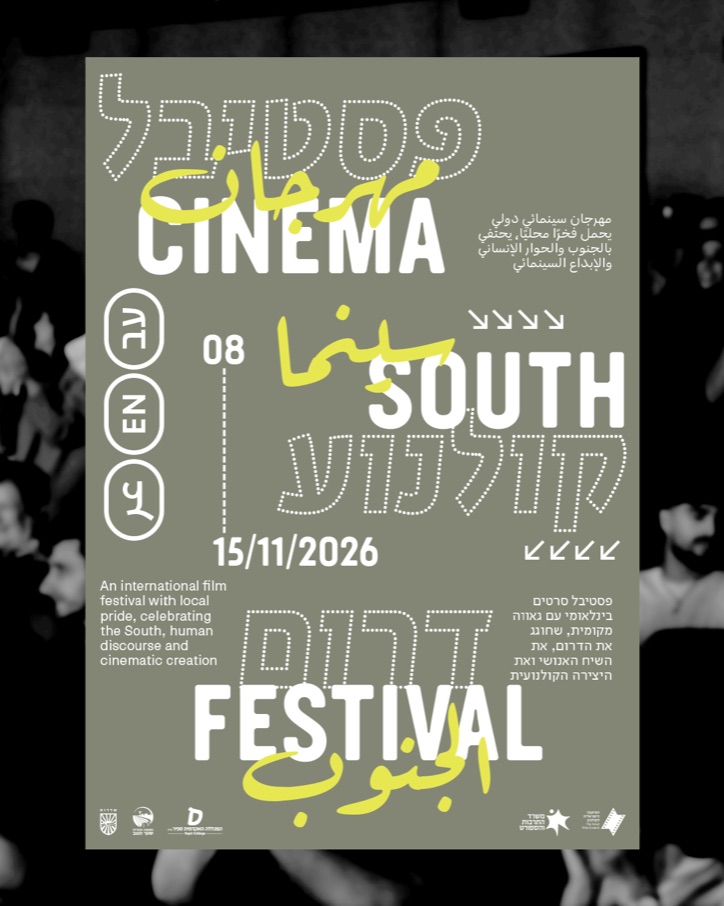 פסטיבל
مهرجان
CINEMA
مهرجان سينمائي دولي
يحمل فخرًا محليًا, يحتفي
بالجنوب والحوار الإنساني
والإبداع السينمائي
עב
EN
ع
08
15/11/2026
سينما
SOUTH
קולנוע
An international film
festival with local
pride, celebrating
the South, human
discourse and
cinematic creation
פסטיבל סרטים
בינלאומי עם גאווה
מקומית, שחוגג
את הדרום, את
השיח האנושי ואת
היצירה הקולנועית
דרום
FESTIVAL
الجنوب
משרד
התרבות
והספורט